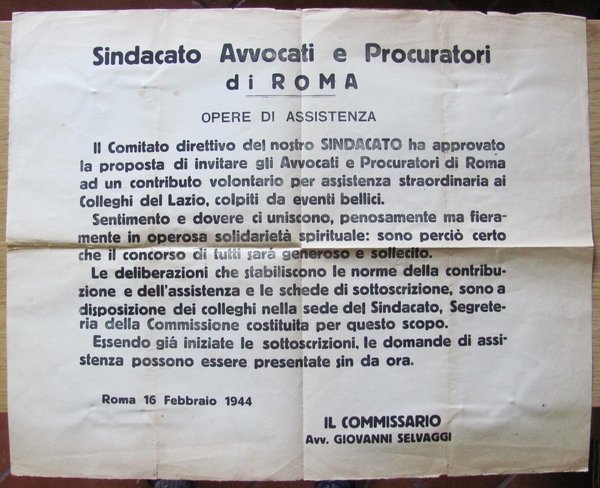 Sindacato Avvocati e Procuratori
di ROMA
OPERE DI ASSISTENZA
Il Comitato direttivo del nostro SINDACATO ha approvato
la proposta di invitare gli Avvocati e Procuratori di Roma
ad un contributo volontario per assistenza straordinaria ai
Colleghi del Lazio, colpiti da eventi bellici.
Sentimento e dovere ci uniscono, penosamente ma fiera-
mente in operosa solidarietà spirituale: sono perciò certo
che il concorso di tutti sarà generoso e sollecito.
Le deliberazioni che stabiliscono le norme della contribu-
zione e dell'assistenza e le schede di sottoscrizione, sono a
disposizione dei colleghi nella sede del Sindacato, Segrete-
ria della Commissione costituita per questo scopo.
Essendo giá iniziate le sottoscrizioni, le domande di assi-
stenza possono essere presentate sin da ora.
Roma 16 Febbraio 1944
IL COMMISSARIO
Avv. GIOVANNI SELVAGGI